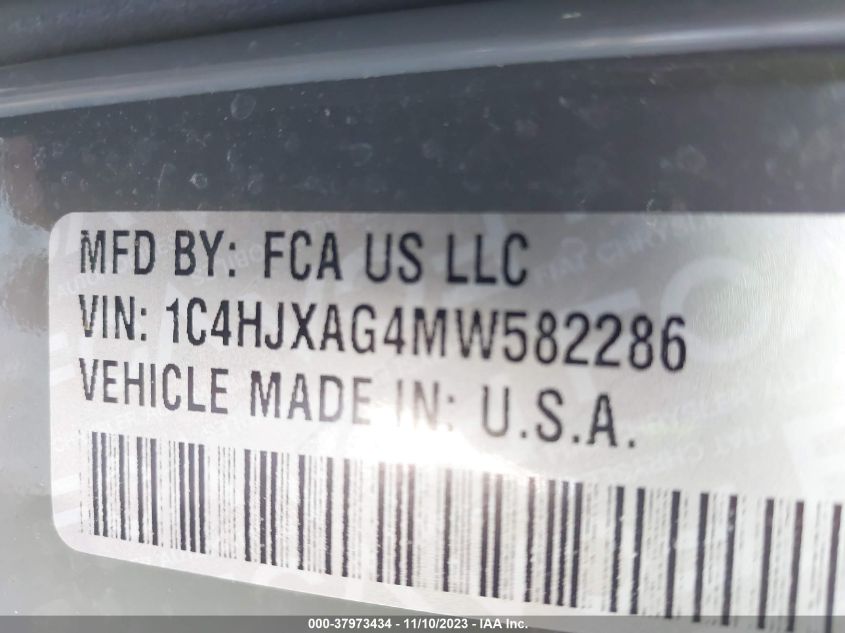 MFD BY: FCA US LLC
VIN: 1C4HJXAG4MW582286
VEHICLE MADE IN: U.S.A.
000-37973434 - 11/10/2023 - IAA Inc.